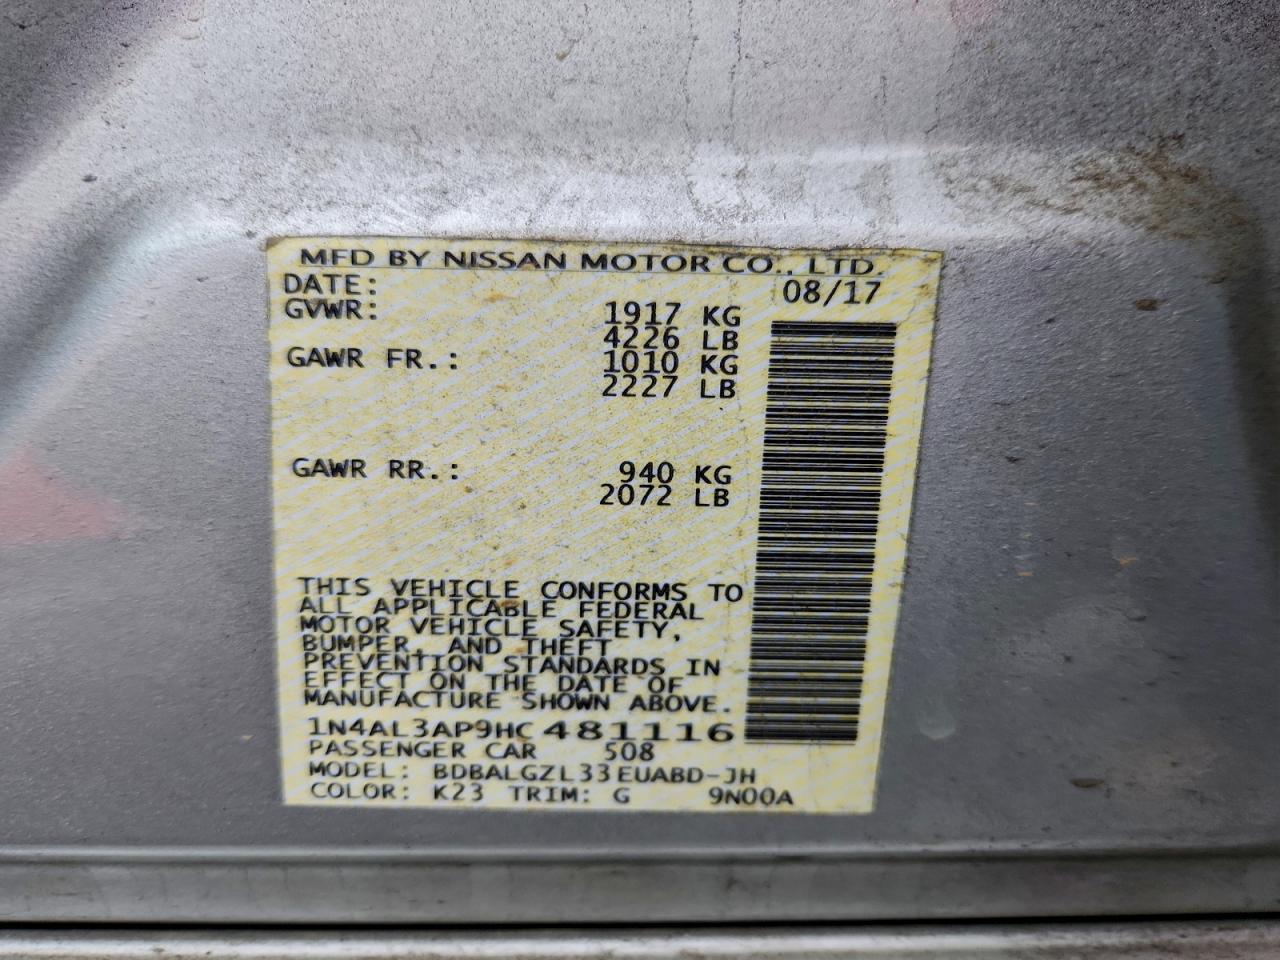 MFD BY NISSAN MOTOR CO., LTD.
DATE: 08/17
GVWR: 1917 KG
4226 LB
GAWR FR.: 1010 KG
2227 LB
GAWR RR.: 940 KG
2072 LB
THIS VEHICLE CONFORMS TO
ALL APPLICABLE FEDERAL
MOTOR VEHICLE SAFETY,
BUMPER, AND THEFT
PREVENTION STANDARDS IN
EFFECT ON THE DATE OF
MANUFACTURE SHOWN ABOVE.
1N4AL3AP9HC481116
PASSENGER CAR 508
MODEL: BDBALGZL33EUABD-JH
COLOR: K23 TRIM: G 9N00A